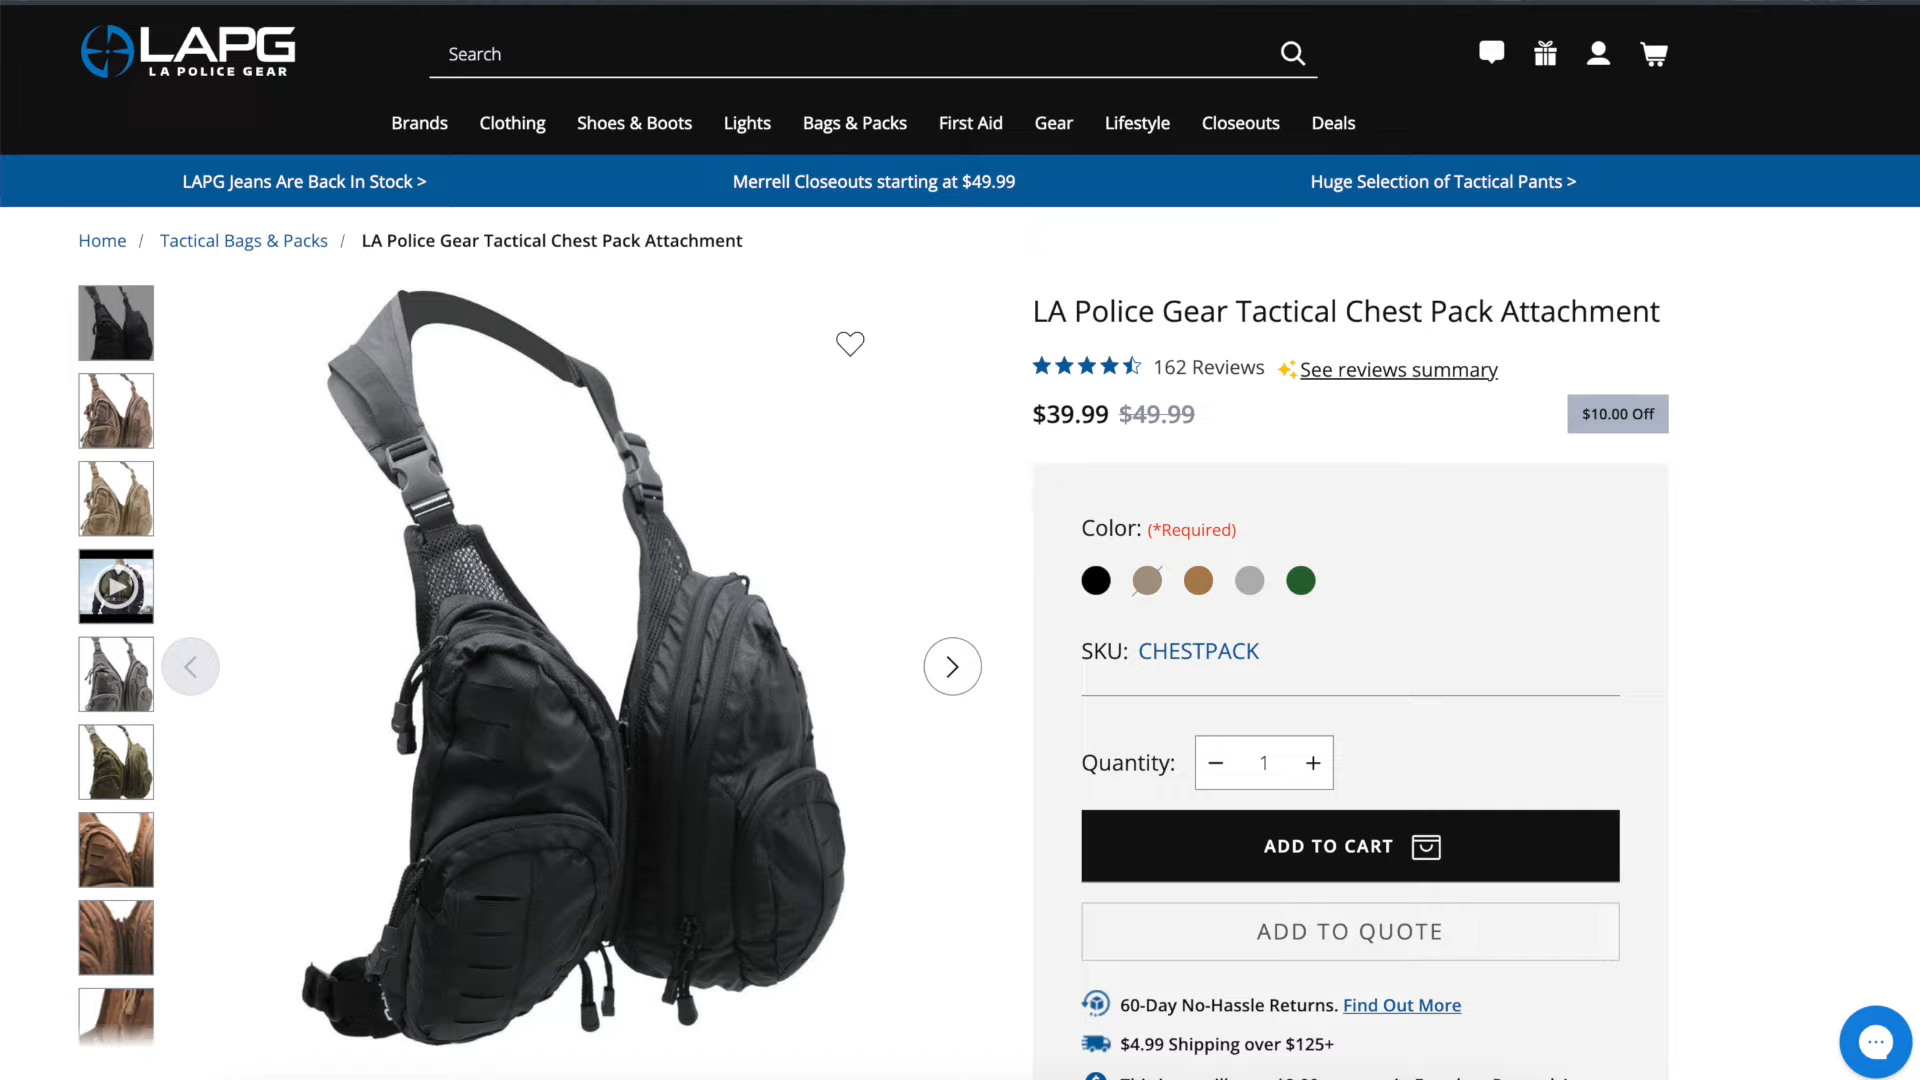 LAPG
LA POLICE GEAR
Search
Brands Clothing Shoes & Boots Lights Bags & Packs First Aid Gear Lifestyle Closeouts Deals
LAPG Jeans Are Back In Stock > Merrell Closeouts starting at $49.99 Huge Selection of Tactical Pants >
Home / Tactical Bags & Packs / LA Police Gear Tactical Chest Pack Attachment
LA Police Gear Tactical Chest Pack Attachment
162 Reviews See reviews summary
$39.99 $49.99 $10.00 Off
Color: (*Required)
SKU: CHESTPACK
Quantity: - 1 +
ADD TO CART
ADD TO QUOTE
60-Day No-Hassle Returns. Find Out More
$4.99 Shipping over $125+